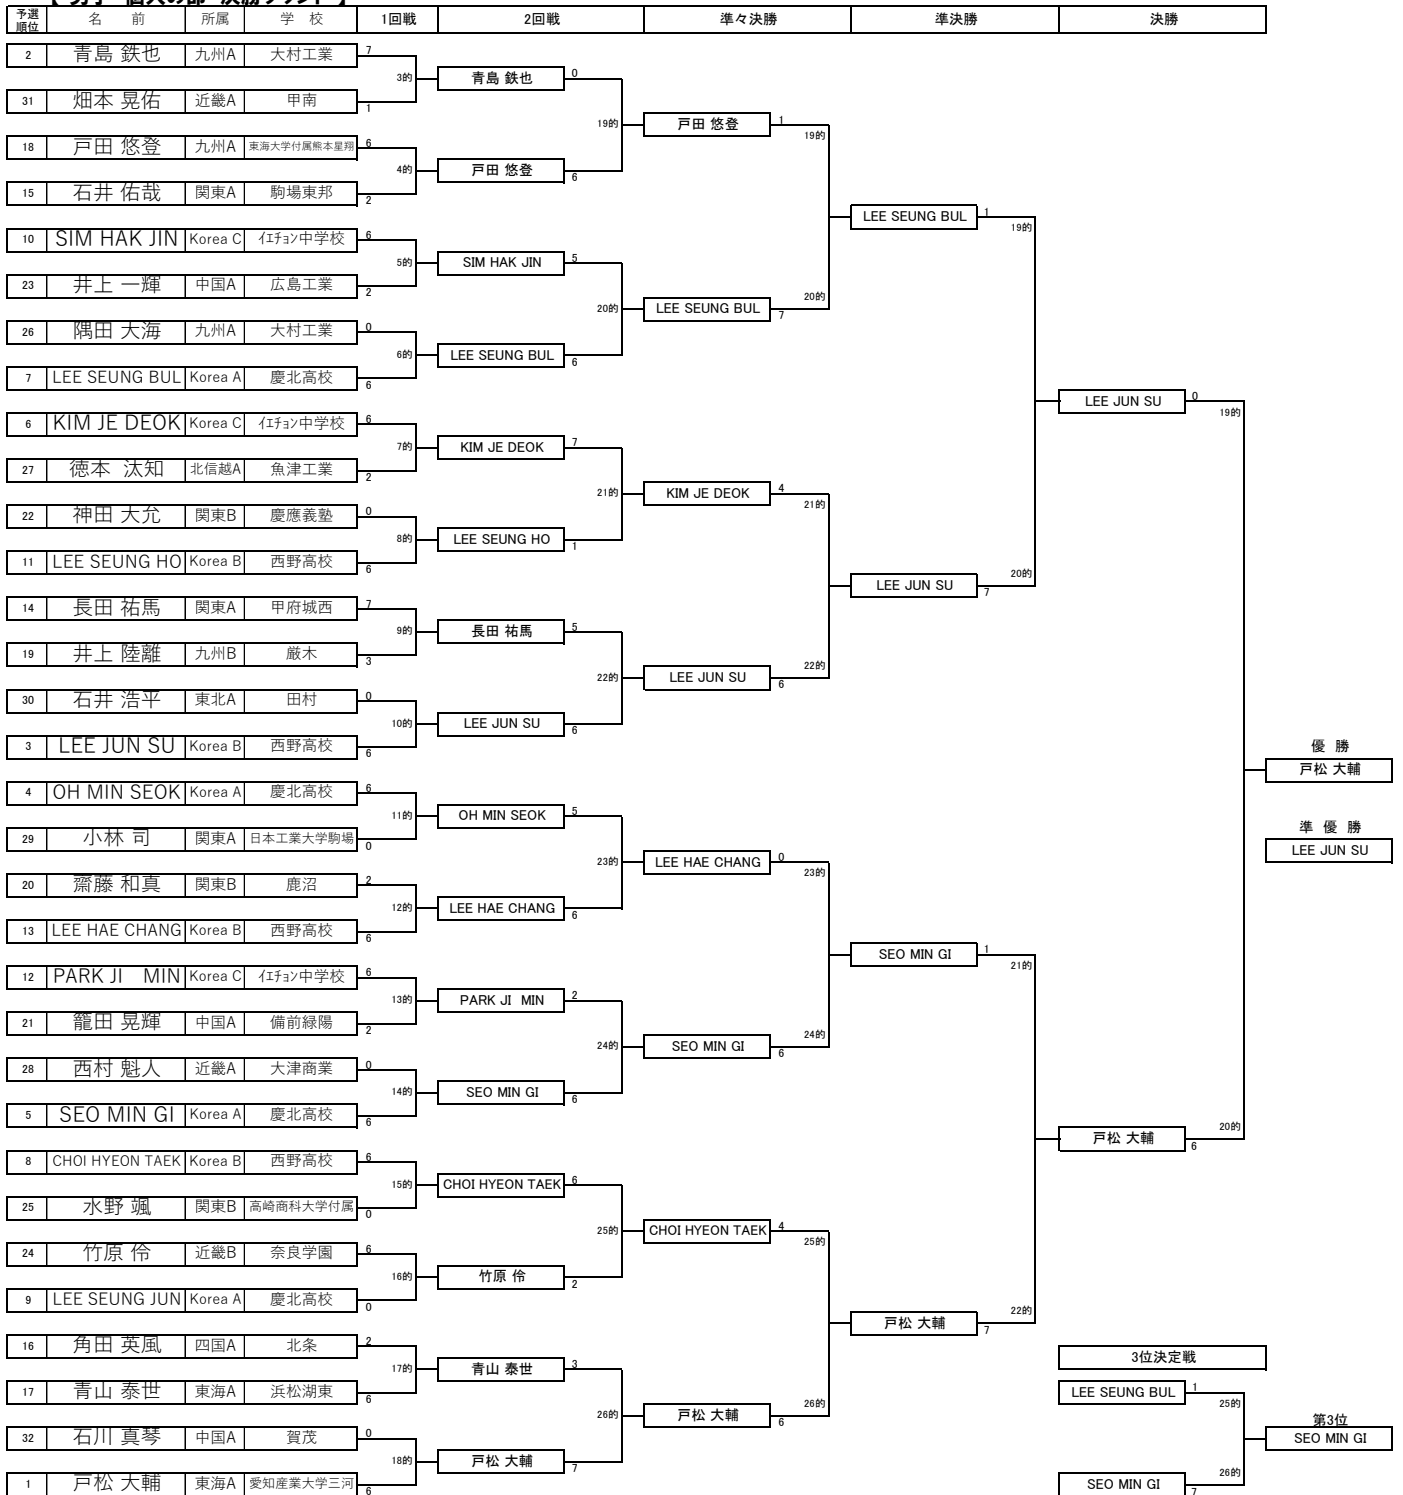 予選順位 名　前 所属 学　校 1回戦 2回戦 準々決勝 準決勝 決勝
2 青島 鉄也 九州A 大村工業 7
3的 青島 鉄也 0
31 畑本 晃佑 近畿A 甲南 1
19的 戸田 悠登 1
19的
18 戸田 悠登 九州A 東海大学付属熊本星翔 6
4的 戸田 悠登 6
15 石井 佑哉 関東A 駒場東邦 2
LEE SEUNG BUL 1
19的
10 SIM HAK JIN Korea C イエチョン中学校 6
5的 SIM HAK JIN 5
23 井上 一輝 中国A 広島工業 2
20的
20的 LEE SEUNG BUL 7
26 隅田 大海 九州A 大村工業 0
6的 LEE SEUNG BUL 6
7 LEE SEUNG BUL Korea A 慶北高校 6
LEE JUN SU 0
19的
6 KIM JE DEOK Korea C イエチョン中学校 6
7的 KIM JE DEOK 7
27 徳本 汰知 北信越A 魚津工業 2
21的 KIM JE DEOK 4
21的
22 神田 大允 関東B 慶應義塾 0
8的 LEE SEUNG HO 1
11 LEE SEUNG HO Korea B 西野高校 6
20的
LEE JUN SU 7
14 長田 祐馬 関東A 甲府城西 7
9的 長田 祐馬 5
19 井上 陸離 九州B 厳木 3
22的
22的 LEE JUN SU 6
30 石井 浩平 東北A 田村 0
10的 LEE JUN SU 6
3 LEE JUN SU Korea B 西野高校 6
優 勝
戸松 大輔
4 OH MIN SEOK Korea A 慶北高校 6
11的 OH MIN SEOK 5
29 小林 司 関東A 日本工業大学駒場 0
準 優 勝
LEE JUN SU
23的 LEE HAE CHANG 0
23的
20 齋藤 和真 関東B 鹿沼 2
12的 LEE HAE CHANG 6
13 LEE HAE CHANG Korea B 西野高校 6
SEO MIN GI 1
21的
12 PARK JI　MIN Korea C イエチョン中学校 6
13的 PARK JI　MIN 2
21 籠田 晃輝 中国A 備前緑陽 2
24的
24的 SEO MIN GI 6
28 西村 魁人 近畿A 大津商業 0
14的 SEO MIN GI 6
5 SEO MIN GI Korea A 慶北高校 6
20的
戸松 大輔 6
8 CHOI HYEON TAEK Korea B 西野高校 6
15的 CHOI HYEON TAEK 6
25 水野 颯 関東B 高崎商科大学付属 0
25的 CHOI HYEON TAEK 4
25的
24 竹原 伶 近畿B 奈良学園 6
16的 竹原 伶 2
9 LEE SEUNG JUN Korea A 慶北高校 0
22的
戸松 大輔 7
16 角田 英風 四国A 北条 2
3位決定戦
17的 青山 泰世 3
17 青山 泰世 東海A 浜松湖東 6
LEE SEUNG BUL 1
25的
26的
26的 戸松 大輔 6
第3位
SEO MIN GI
32 石川 真琴 中国A 賀茂 0
18的 戸松 大輔 7
26的
1 戸松 大輔 東海A 愛知産業大学三河 6
SEO MIN GI 7